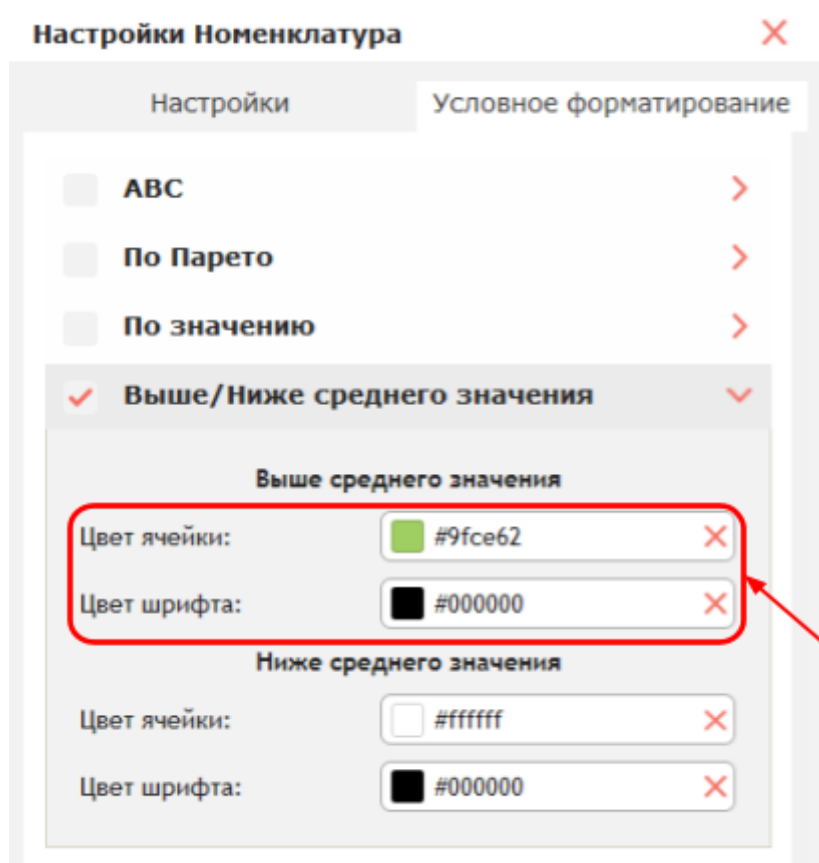 Настройки Номенклатура
Настройки Условное форматирование
ABC
По Парето
По значению
Выше/Ниже среднего значения
Выше среднего значения
Цвет ячейки: #9fce62
Цвет шрифта: #000000
Ниже среднего значения
Цвет ячейки: #ffffff
Цвет шрифта: #000000